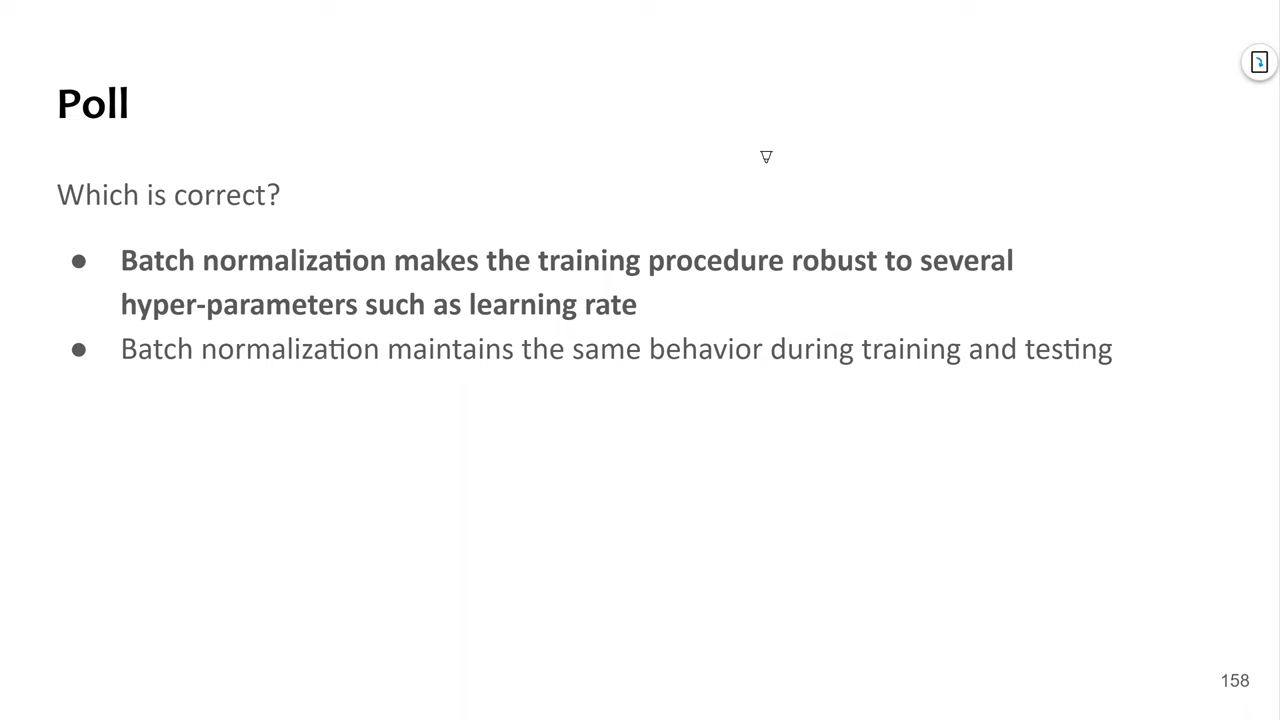 Poll
Which is correct?
● Batch normalization makes the training procedure robust to several
hyper-parameters such as learning rate
● Batch normalization maintains the same behavior during training and testing
158